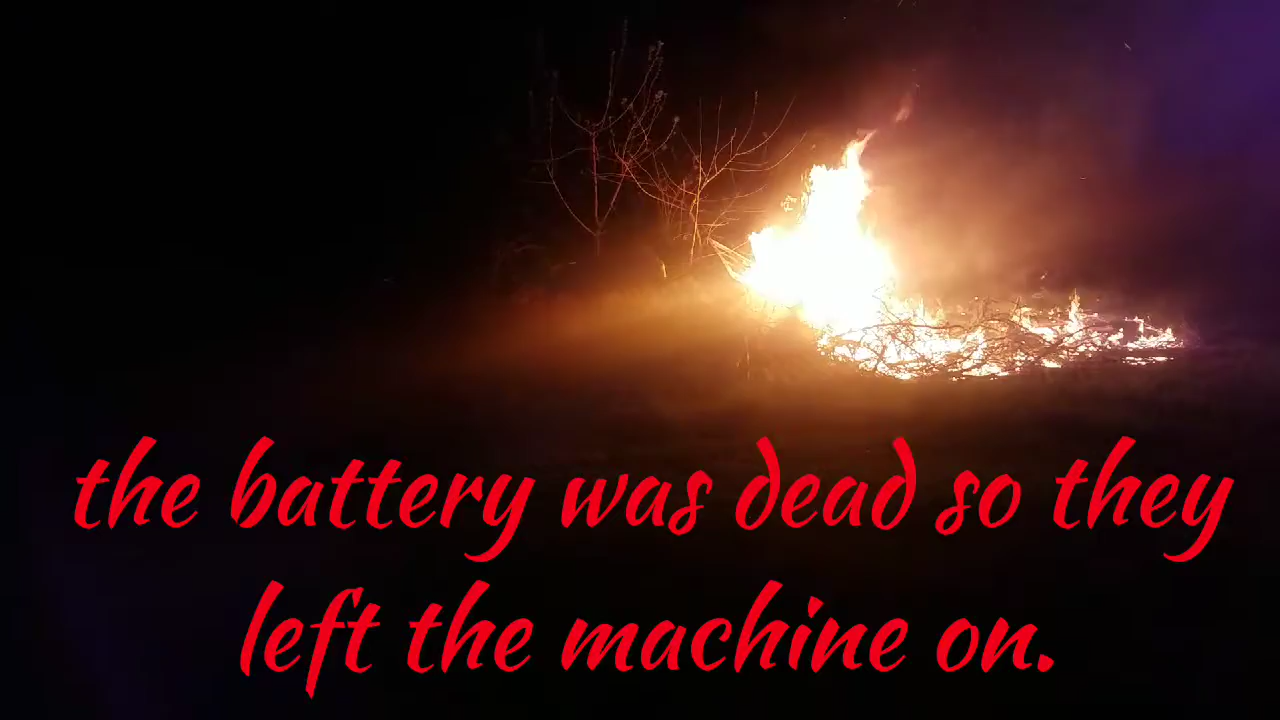 the battery was dead so they
left the machine on.